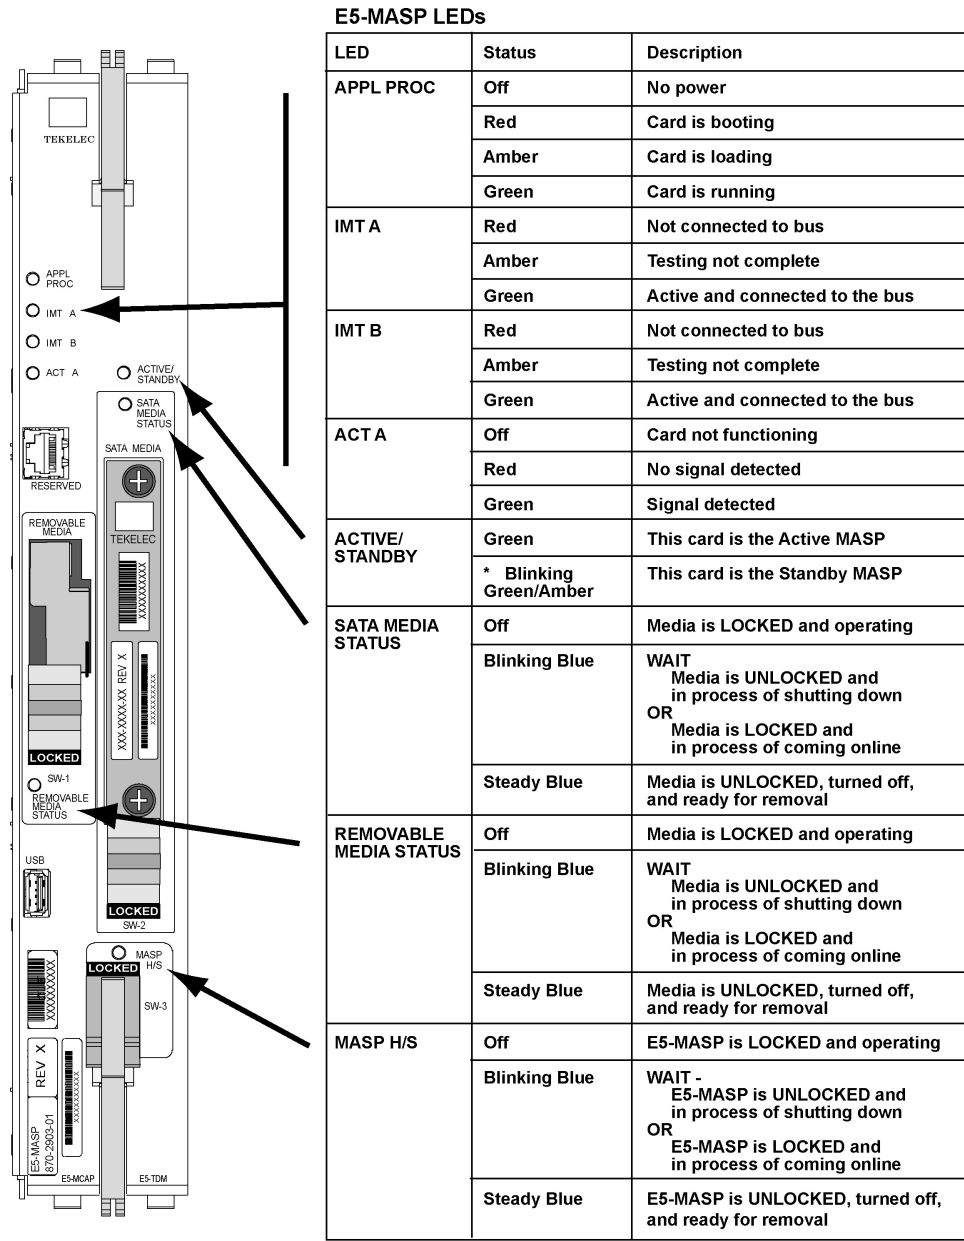 E5-MASP LEDs
LED Status Description
APPL PROC Off No power
Red Card is booting
Amber Card is loading
Green Card is running
IMT A Red Not connected to bus
Amber Testing not complete
Green Active and connected to the bus
IMT B Red Not connected to bus
Amber Testing not complete
Green Active and connected to the bus
ACT A Off Card not functioning
Red No signal detected
Green Signal detected
ACTIVE/ Green This card is the Active MASP
STANDBY
* Blinking This card is the Standby MASP
Green/Amber
SATA MEDIA Off Media is LOCKED and operating
STATUS
Blinking Blue WAIT
Media is UNLOCKED and
in process of shutting down
OR
Media is LOCKED and
in process of coming online
Steady Blue Media is UNLOCKED, turned off,
and ready for removal
REMOVABLE Off Media is LOCKED and operating
MEDIA STATUS
Blinking Blue WAIT
Media is UNLOCKED and
in process of shutting down
OR
Media is LOCKED and
in process of coming online
Steady Blue Media is UNLOCKED, turned off,
and ready for removal
MASP H/S Off E5-MASP is LOCKED and operating
Blinking Blue WAIT -
E5-MASP is UNLOCKED and
in process of shutting down
OR
E5-MASP is LOCKED and
in process of coming online
Steady Blue E5-MASP is UNLOCKED, turned off,
and ready for removal
TEKELEC
APPL
PROC
IMT A
IMT B
ACT A
ACTIVE/
STANDBY
SATA
MEDIA
STATUS
SATA MEDIA
RESERVED
REMOVABLE
MEDIA
TEKELEC
XXXXXXXXXX
XXX-XXXX-XX REV X
XXXXXXXXXX
LOCKED
SW-1
REMOVABLE
MEDIA
STATUS
USB
LOCKED
SW-2
MASP
H/S
LOCKED
SW-3
XXXXXXXXXX
REV X
E5-MASP
870-2903-01
XXXXXXXXXX
E5-MCAP
E5-TDM